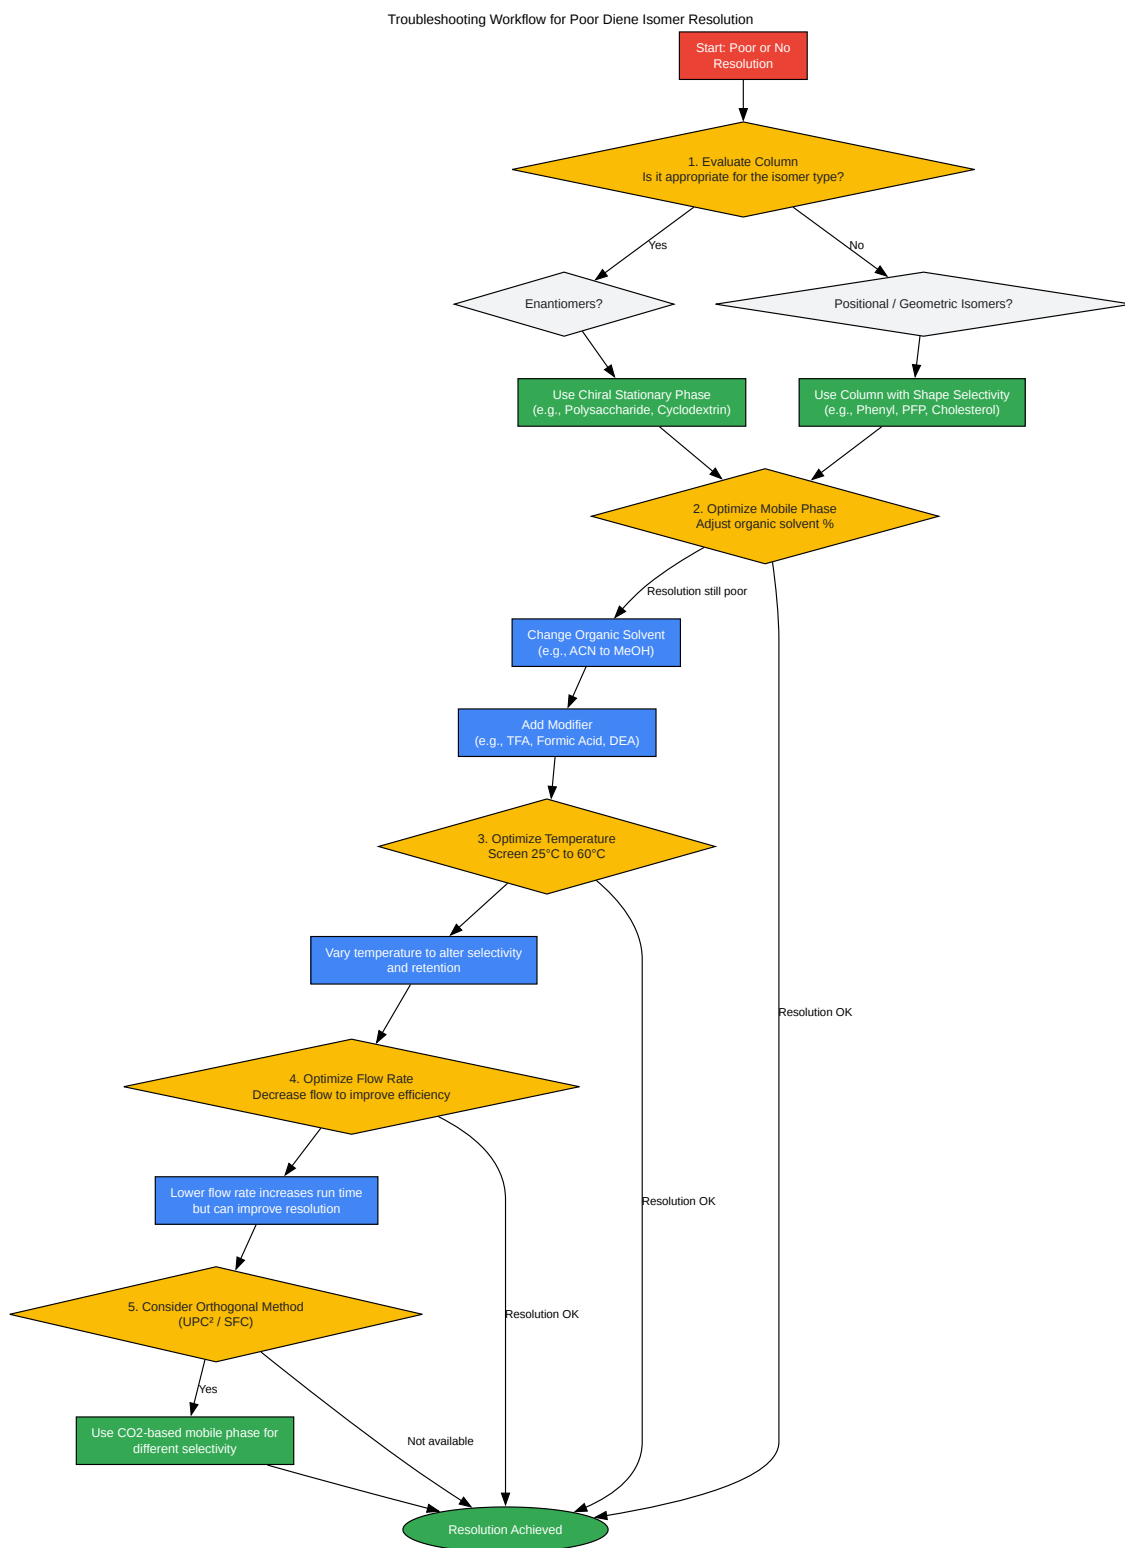 Troubleshooting Workflow for Poor Diene Isomer Resolution
Start: Poor or No
Resolution
1. Evaluate Column
Is it appropriate for the isomer type?
Yes
No
Enantiomers?
Positional / Geometric Isomers?
Use Chiral Stationary Phase
(e.g., Polysaccharide, Cyclodextrin)
Use Column with Shape Selectivity
(e.g., Phenyl, PFP, Cholesterol)
2. Optimize Mobile Phase
Adjust organic solvent %
Resolution still poor
Change Organic Solvent
(e.g., ACN to MeOH)
Add Modifier
(e.g., TFA, Formic Acid, DEA)
3. Optimize Temperature
Screen 25°C to 60°C
Vary temperature to alter selectivity
and retention
Resolution OK
4. Optimize Flow Rate
Decrease flow to improve efficiency
Lower flow rate increases run time
but can improve resolution
Resolution OK
5. Consider Orthogonal Method
(UPC² / SFC)
Resolution OK
Yes
Use CO2-based mobile phase for
different selectivity
Not available
Resolution Achieved